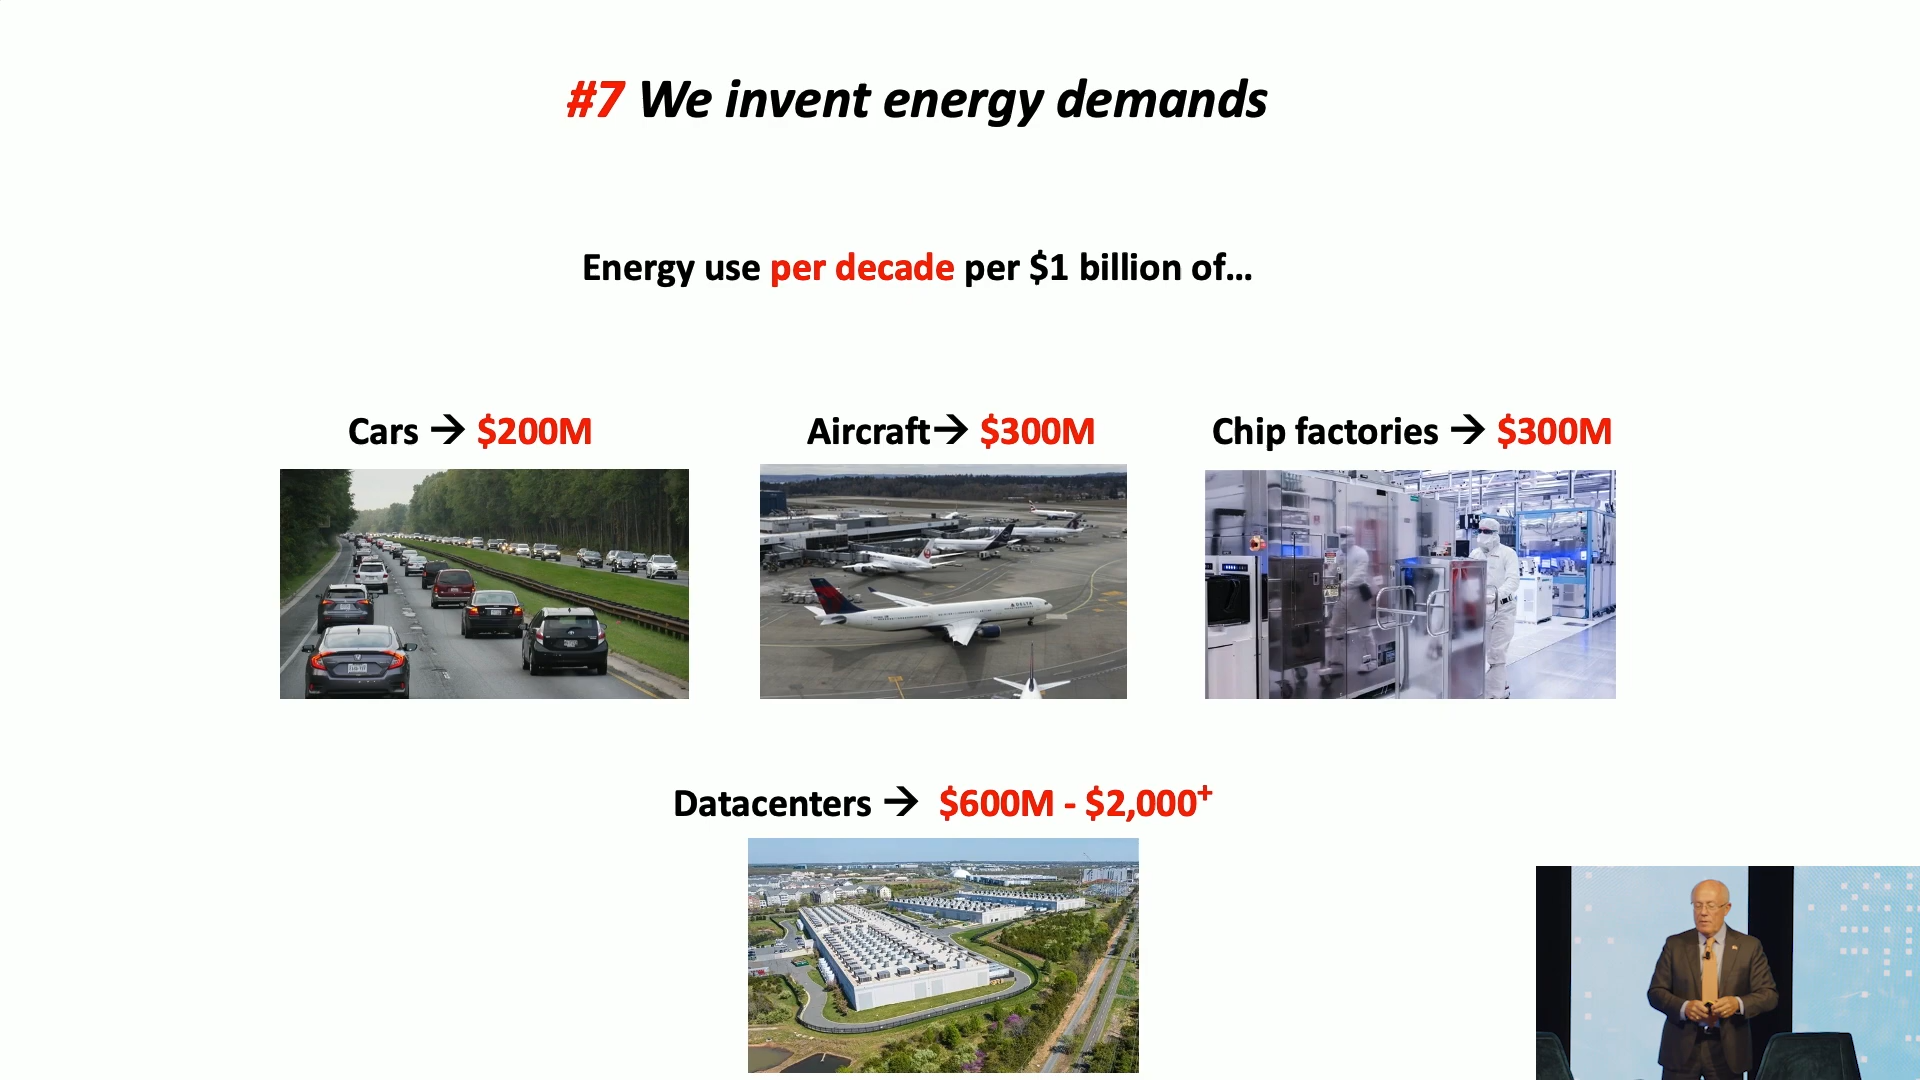 #7 We invent energy demands
Energy use per decade per $1 billion of...
Cars → $200M
Aircraft→ $300M
Chip factories → $300M
DELTA
Datacenters → $600M - $2,000+